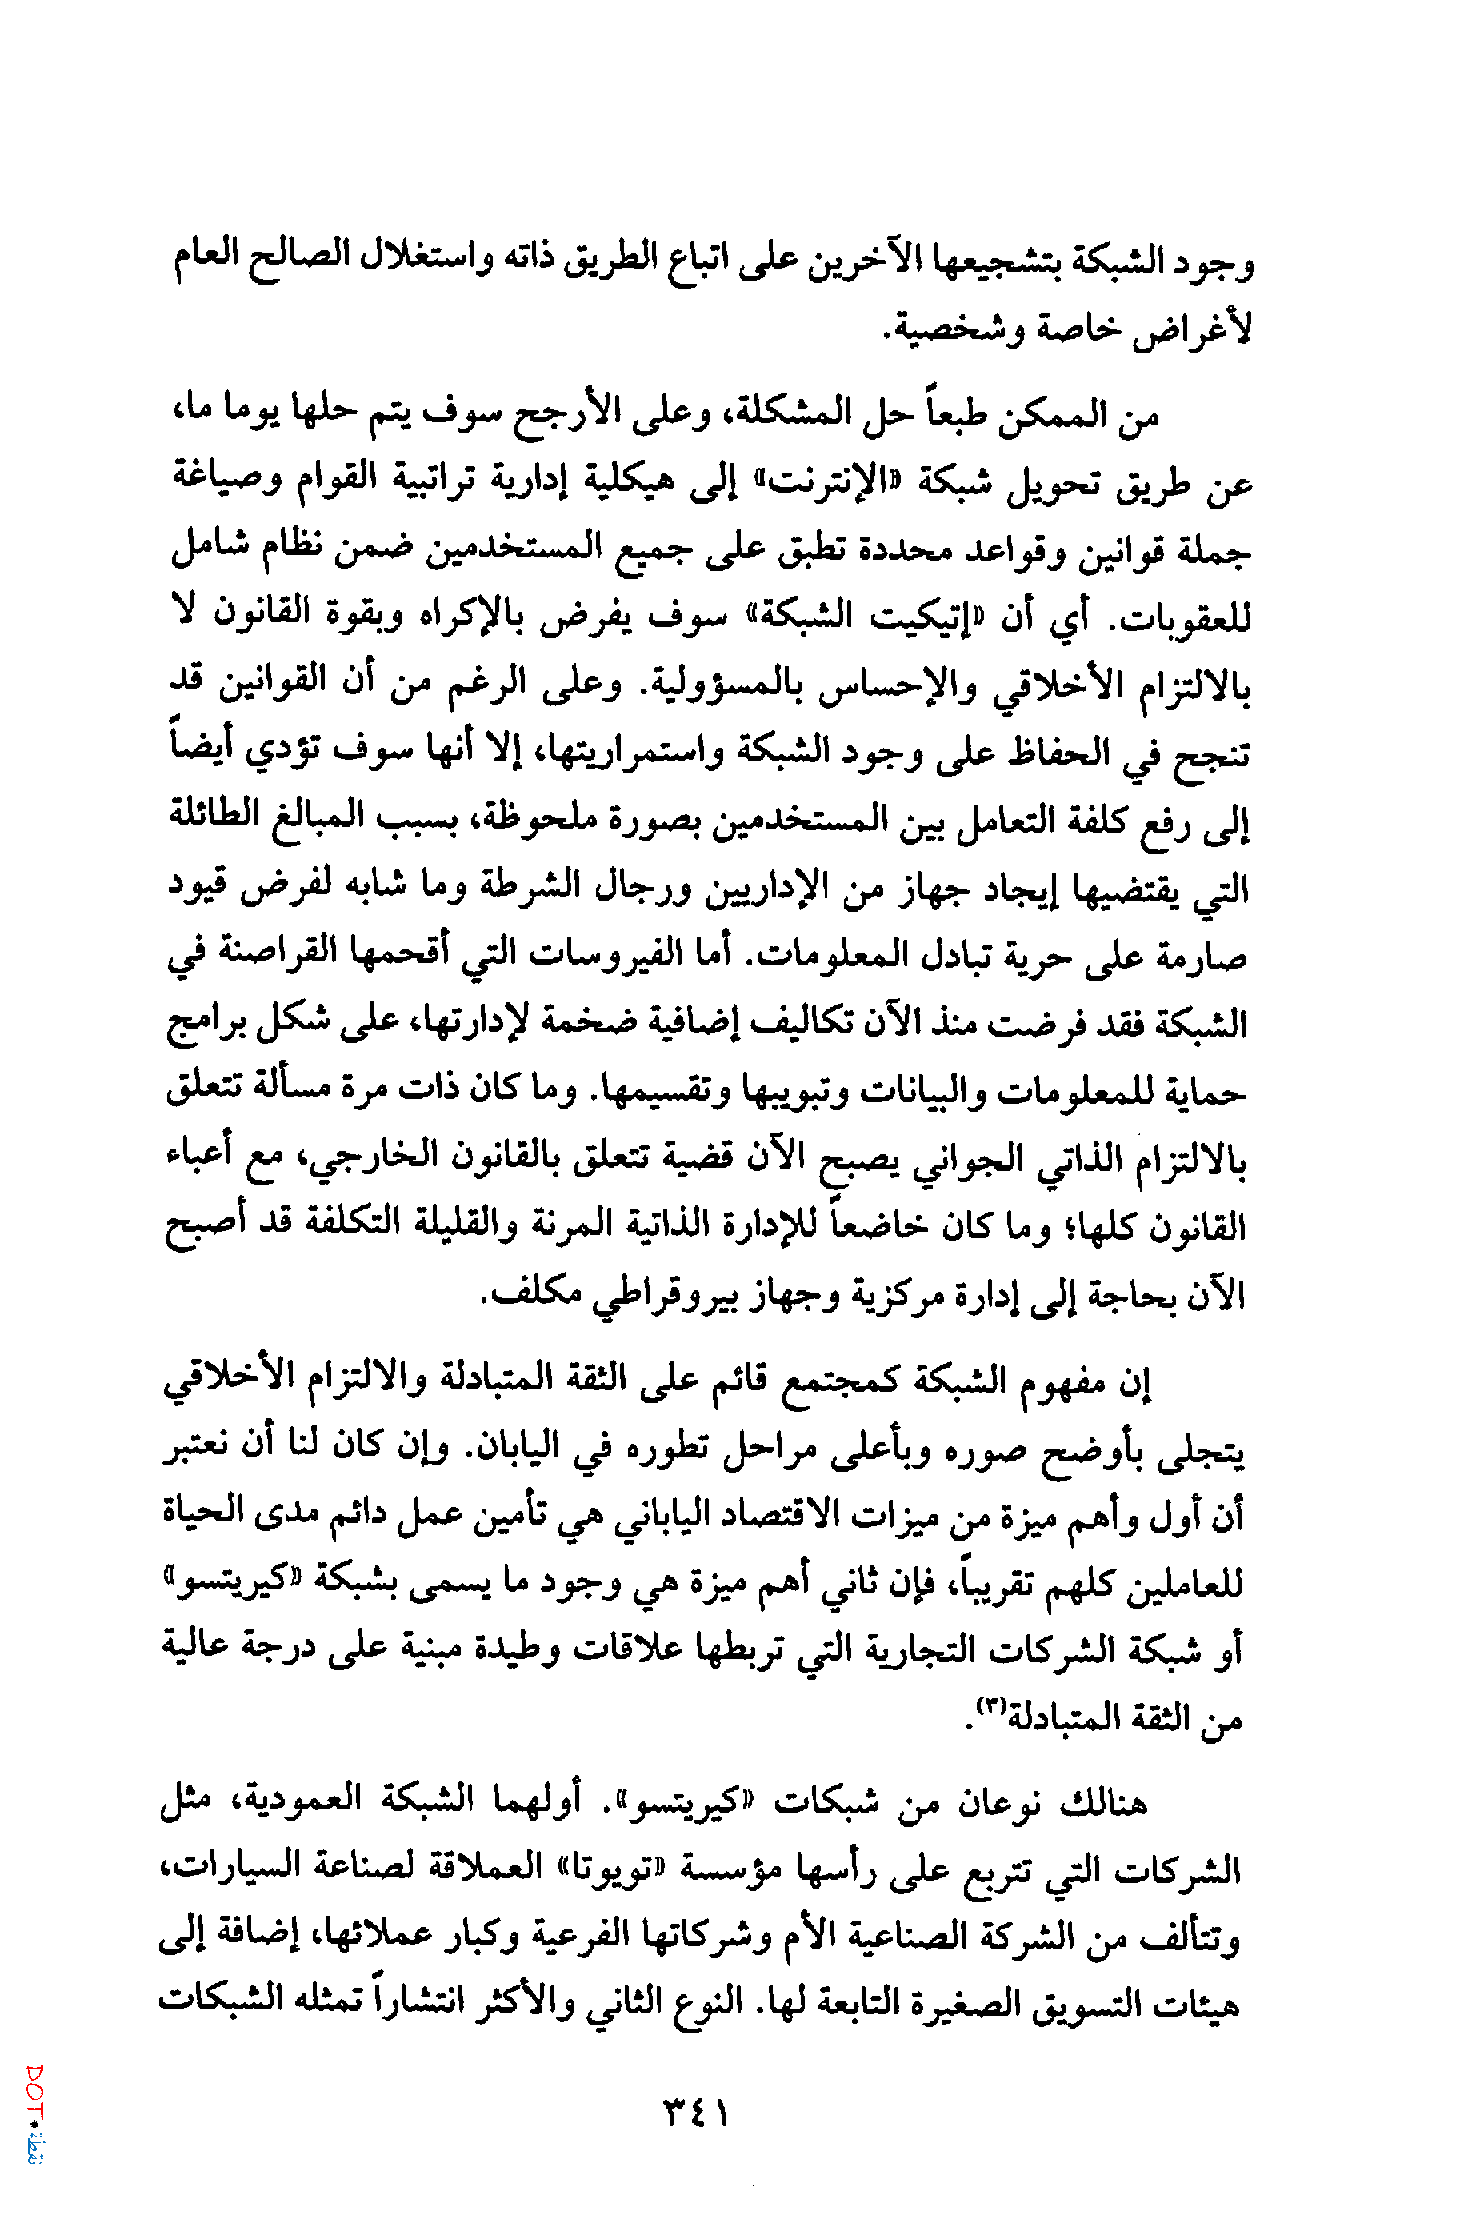 وجود الشبكة بتشجيعها الآخرين على اتباع الطريق ذاته واستغلال الصالح العام
لأغراض خاصة وشخصية.
من الممكن طبعاً حل المشكلة، وعلى الأرجح سوف يتم حلها يوما ما،
عن طريق تحويل شبكة «الإنترنت» إلى هيكلية إدارية تراتبية القوام وصياغة
جملة قوانين وقواعد محددة تطبق على جميع المستخدمين ضمن نظام شامل
للعقوبات. أي أن «إتيكيت الشبكة» سوف يفرض بالإكراه وبقوة القانون لا
بالالتزام الأخلاقي والإحساس بالمسؤولية. وعلى الرغم من أن القوانين قد
تنجح في الحفاظ على وجود الشبكة واستمراريتها، إلا أنها سوف تؤدي أيضاً
إلى رفع كلفة التعامل بين المستخدمين بصورة ملحوظة، بسبب المبالغ الطائلة
التي يقتضيها إيجاد جهاز من الإداريين ورجال الشرطة وما شابه لفرض قيود
صارمة على حرية تبادل المعلومات. أما الفيروسات التي أقحمها القراصنة في
الشبكة فقد فرضت منذ الآن تكاليف إضافية ضخمة لإدارتها، على شكل برامج
حماية للمعلومات والبيانات وتبويبها وتقسيمها. وما كان ذات مرة مسألة تتعلق
بالالتزام الذاتي الجواني يصبح الآن قضية تتعلق بالقانون الخارجي، مع أعباء
القانون كلها؛ وما كان خاضعاً للإدارة الذاتية المرنة والقليلة التكلفة قد أصبح
الآن بحاجة إلى إدارة مركزية وجهاز بيروقراطي مكلف.
إن مفهوم الشبكة كمجتمع قائم على الثقة المتبادلة والالتزام الأخلاقي
يتجلى بأوضح صوره وبأعلى مراحل تطوره في اليابان. وإن كان لنا أن نعتبر
أن أول وأهم ميزة من ميزات الاقتصاد الياباني هي تأمين عمل دائم مدى الحياة
للعاملين كلهم تقريباً، فإن ثاني أهم ميزة هي وجود ما يسمى بشبكة «كيريتسو»
أو شبكة الشركات التجارية التي تربطها علاقات وطيدة مبنية على درجة عالية
من الثقة المتبادلة(٣).
هنالك نوعان من شبكات «كيريتسو». أولهما الشبكة العمودية، مثل
الشركات التي تتربع على رأسها مؤسسة «تويوتا» العملاقة لصناعة السيارات،
وتتألف من الشركة الصناعية الأم وشركاتها الفرعية وكبار عملائها، إضافة إلى
هيئات التسويق الصغيرة التابعة لها. النوع الثاني والأكثر انتشاراً تمثله الشبكات
٣٤١
DOT نقطة